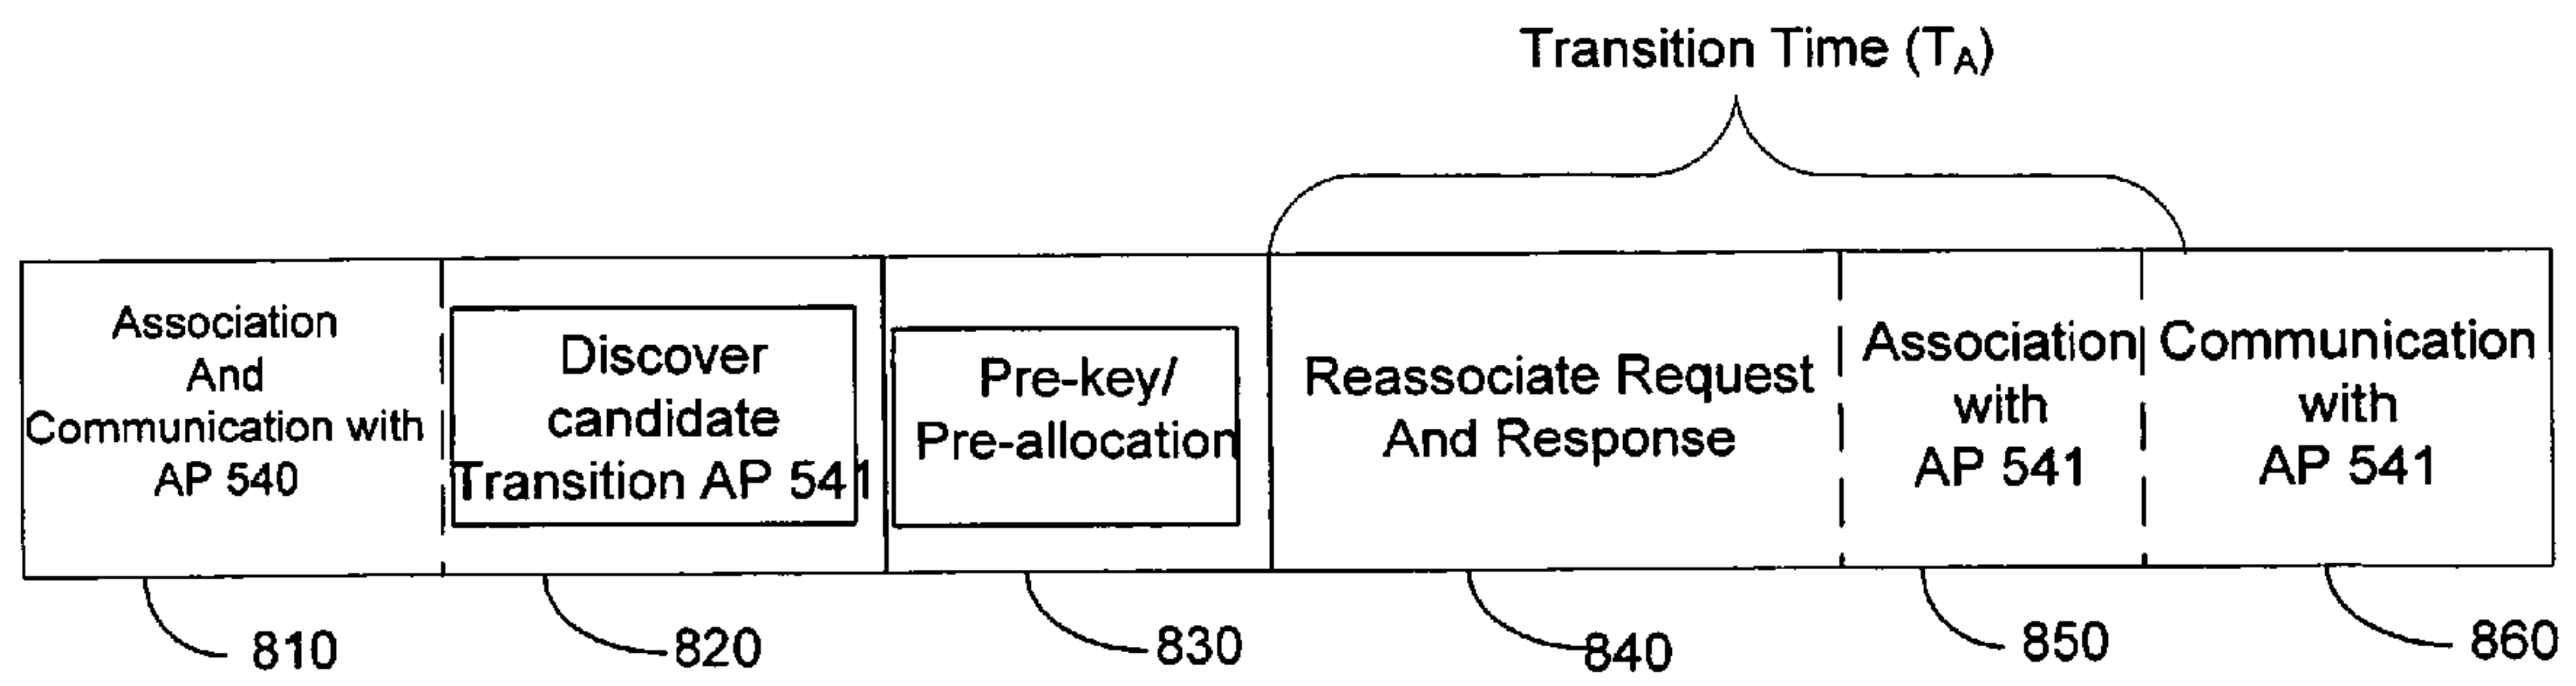 Transition Time (TA)
Association
And
Communication with
AP 540
Discover
candidate
Transition AP 541
Pre-key/
Pre-allocation
Reassociate Request
And Response
Association
with
AP 541
Communication
with
AP 541
810
820
830
840
850
860